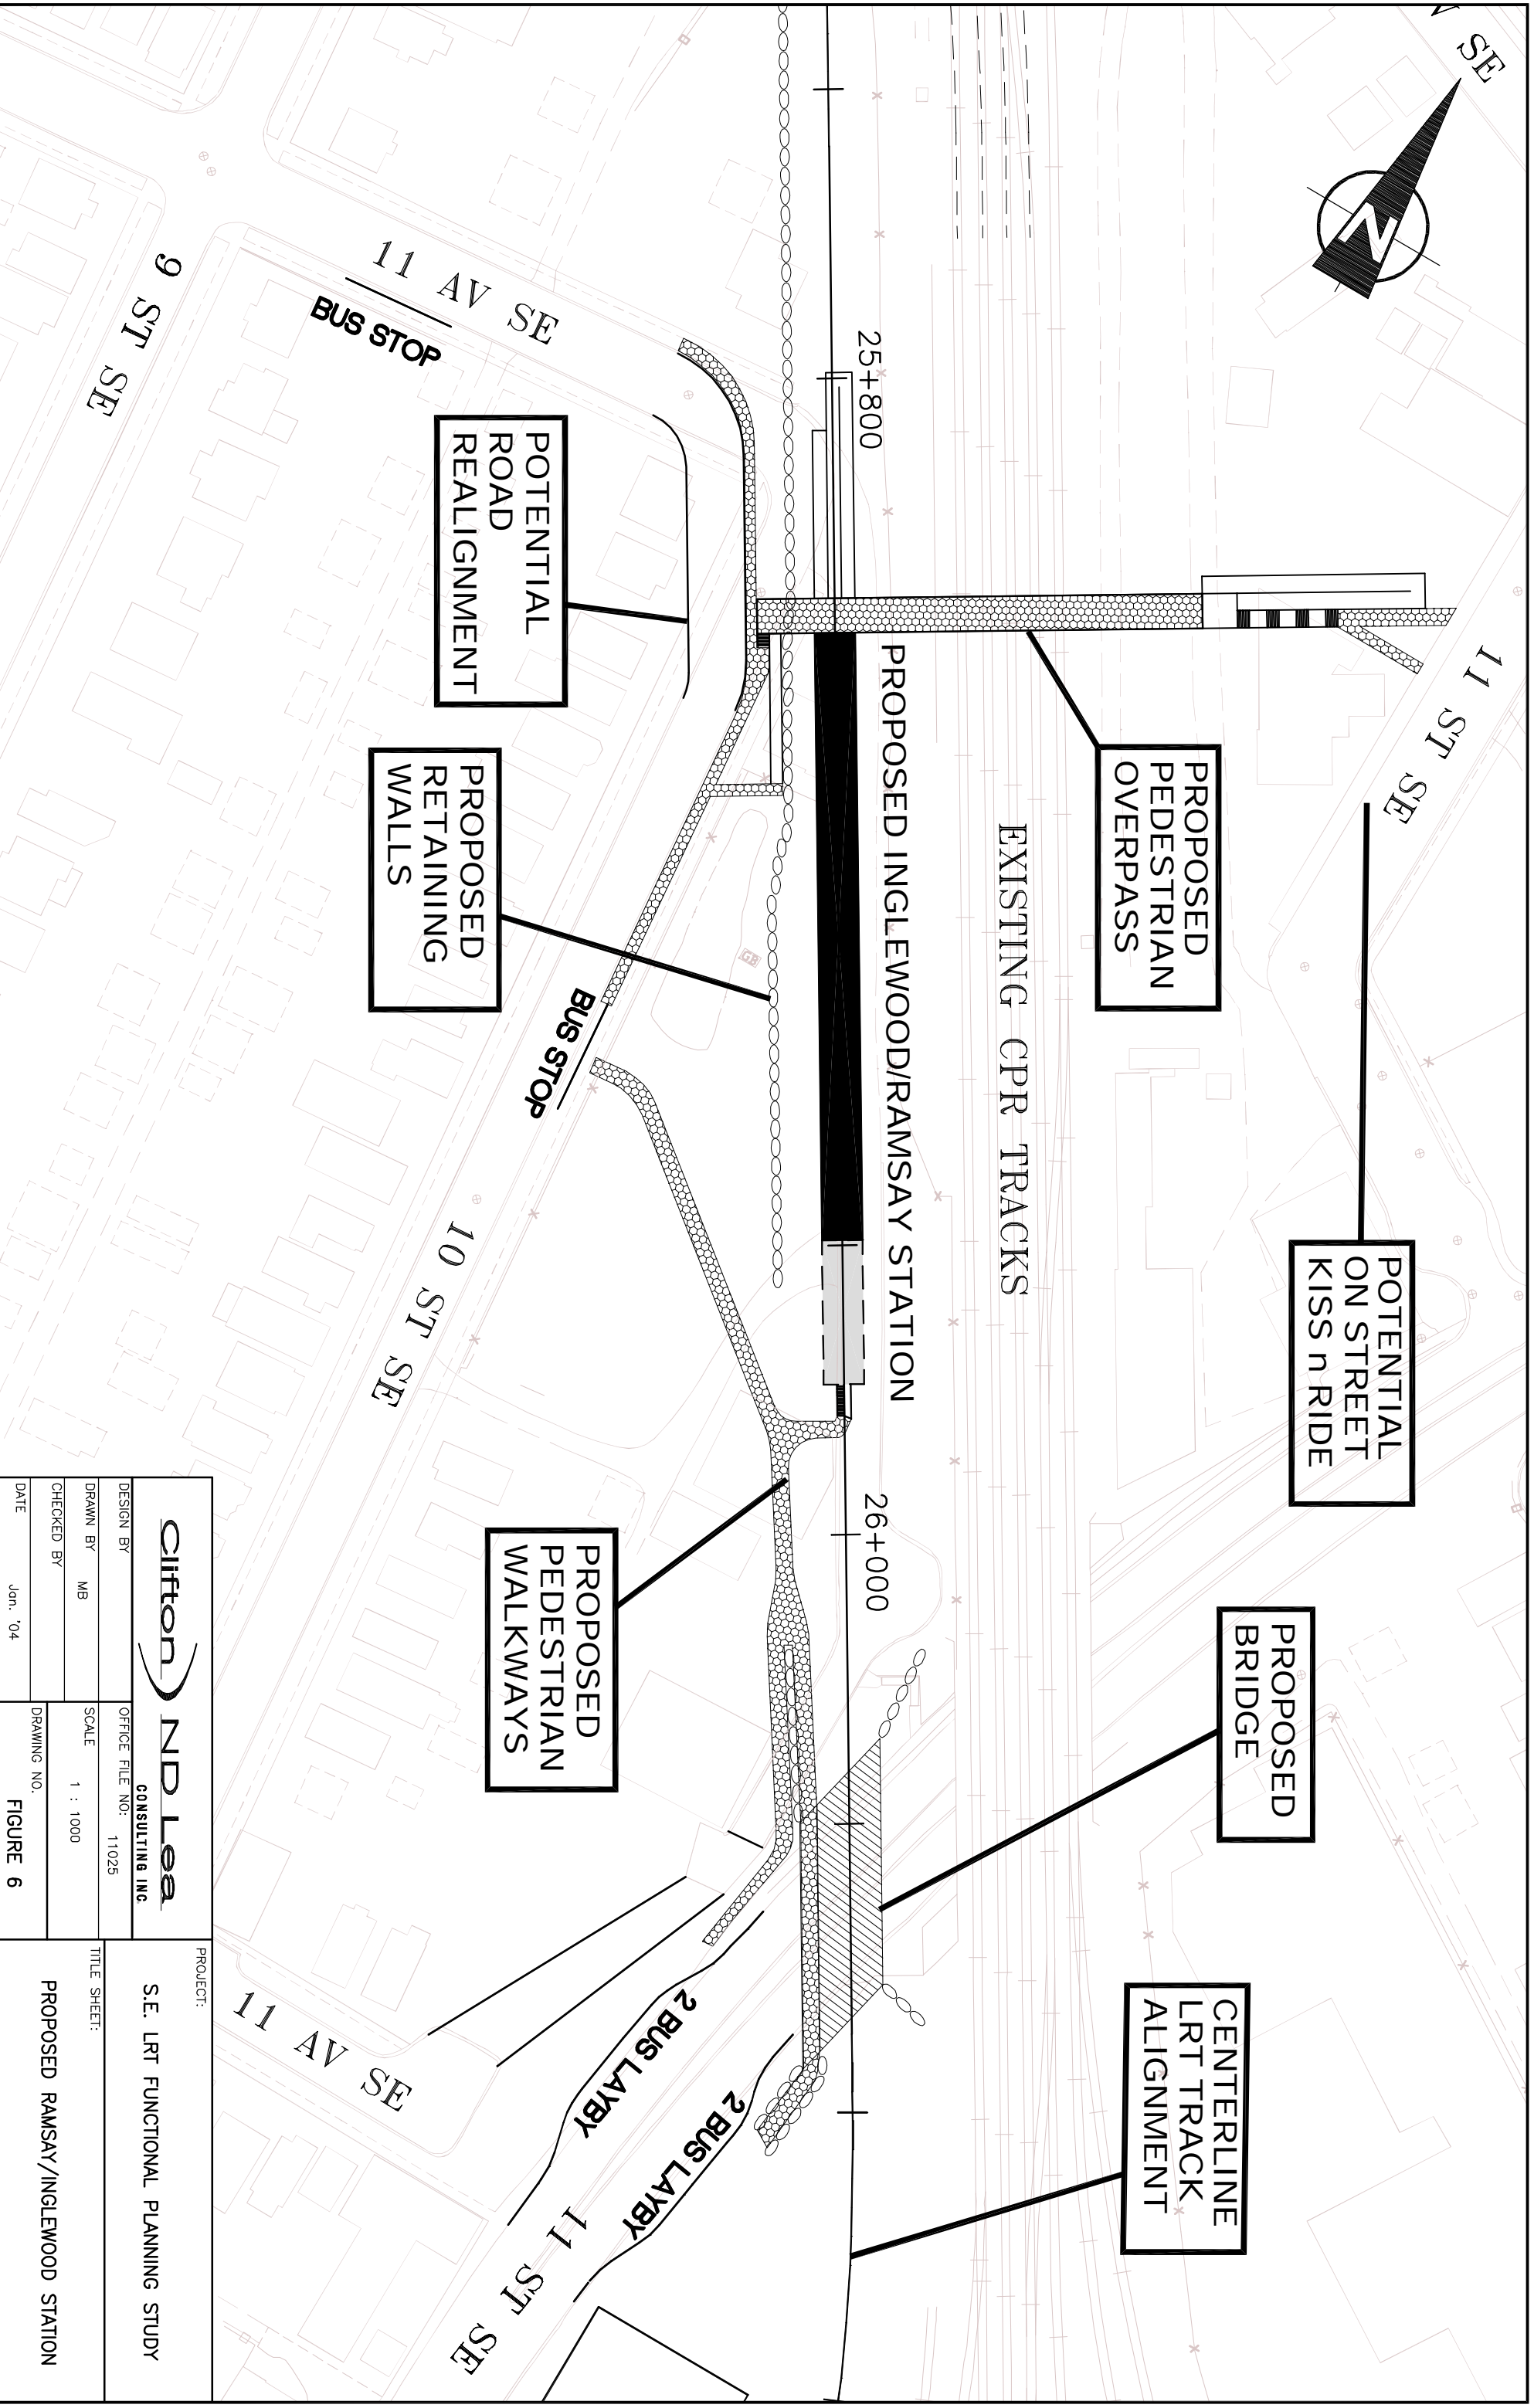 V SE
N
11 ST SE
11 AV SE
BUS STOP
9 ST SE
25+800
POTENTIAL
ROAD
REALIGNMENT
PROPOSED
PEDESTRIAN
OVERPASS
POTENTIAL
ON STREET
KISS n RIDE
PROPOSED INGLEWOOD/RAMSAY STATION
EXISTING CPR TRACKS
PROPOSED
RETAINING
WALLS
GB
BUS STOP
10 ST SE
26+000
PROPOSED
PEDESTRIAN
WALKWAYS
PROPOSED
BRIDGE
CENTERLINE
LRT TRACK
ALIGNMENT
2 BUS LAYBY
2 BUS LAYBY
11 ST SE
11 AV SE
Clifton ND Lea
CONSULTING INC.
DESIGN BY
DRAWN BY MB
CHECKED BY
DATE Jan. '04
OFFICE FILE NO: 11025
SCALE 1 : 1000
DRAWING NO. FIGURE 6
PROJECT:
S.E. LRT FUNCTIONAL PLANNING STUDY
TITLE SHEET:
PROPOSED RAMSAY/INGLEWOOD STATION